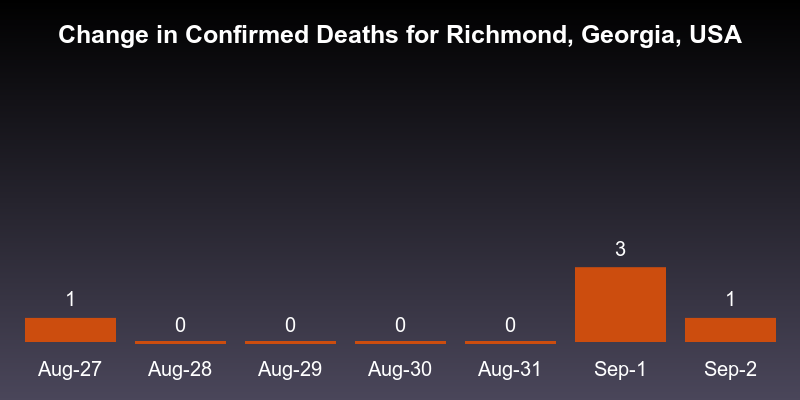 Change in Confirmed Deaths for Richmond, Georgia, USA
3
1
1
0
0
0
0
Aug-27
Aug-28
Aug-29
Aug-30
Aug-31
Sep-1
Sep-2